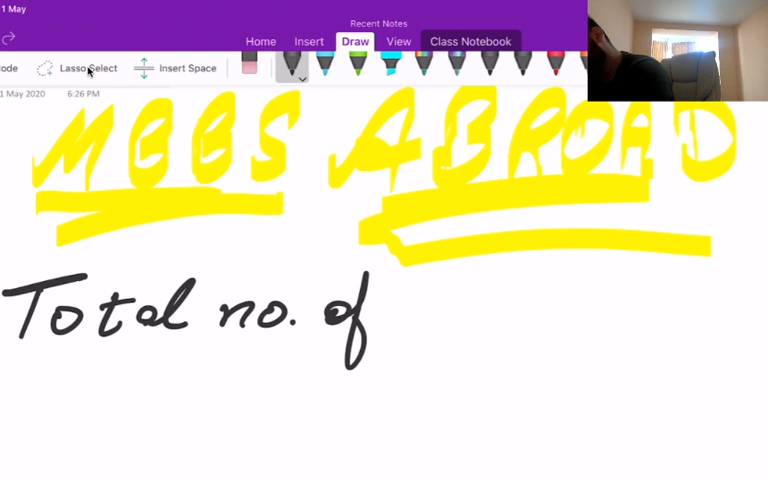 1 May
Recent Notes
Home Insert Draw View Class Notebook
ode Lasso Select Insert Space
1 May 2020 6:26 PM
MBBS ABROAD
Total no. of